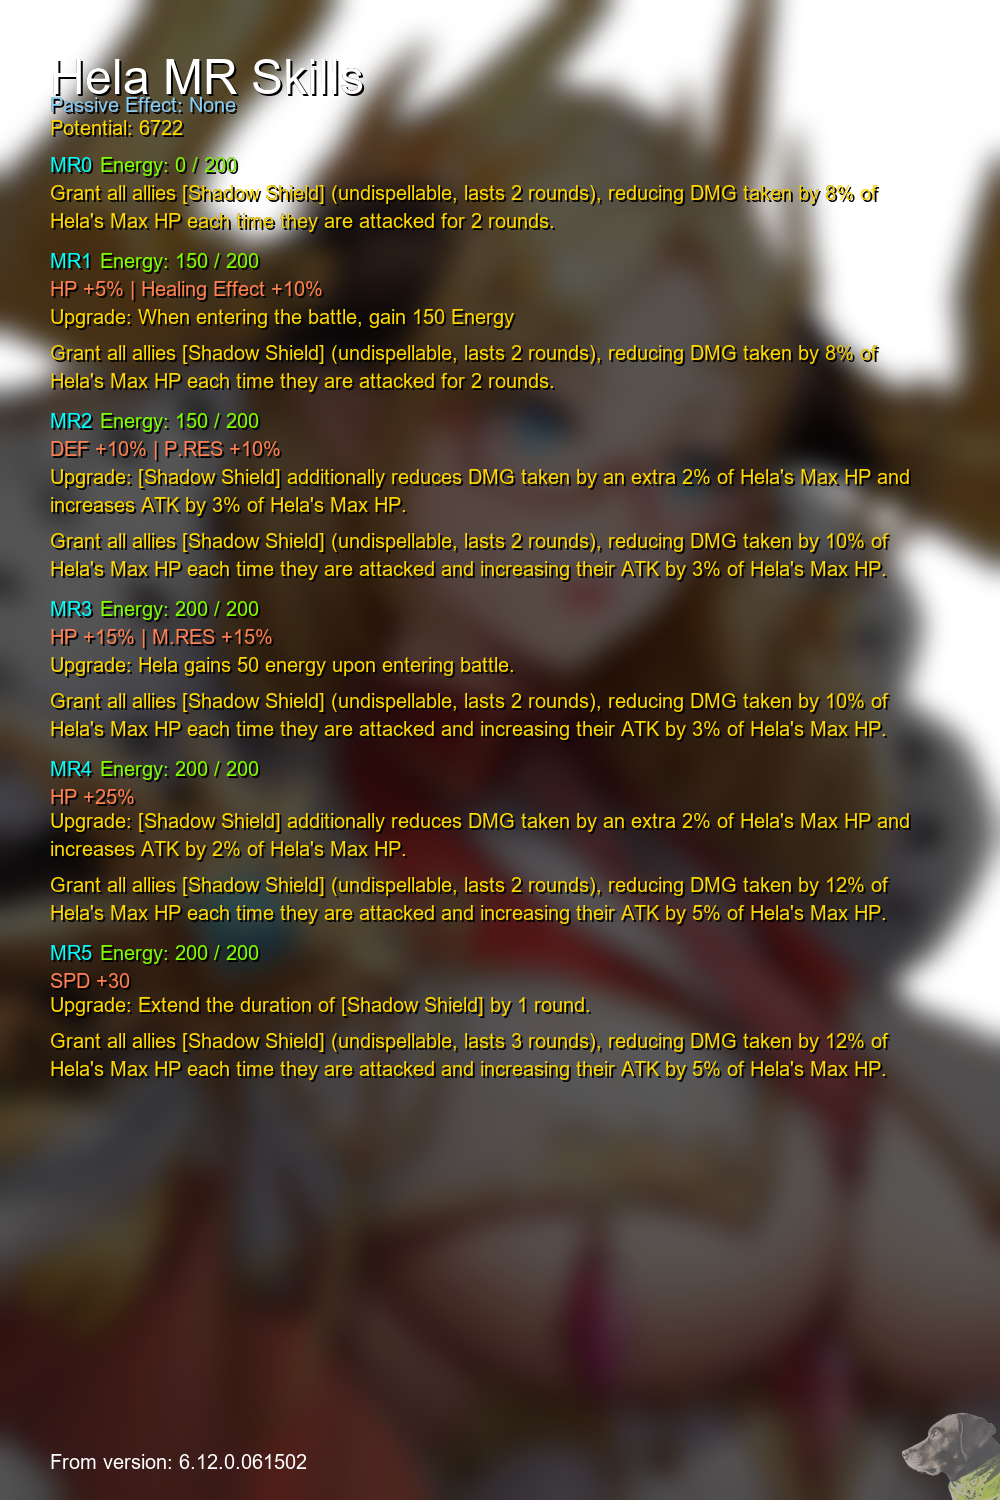 Hela MR Skills
Passive Effect: None
Potential: 6722
MR0 Energy: 0 / 200
Grant all allies [Shadow Shield] (undispellable, lasts 2 rounds), reducing DMG taken by 8% of
Hela's Max HP each time they are attacked for 2 rounds.
MR1 Energy: 150 / 200
HP +5% | Healing Effect +10%
Upgrade: When entering the battle, gain 150 Energy
Grant all allies [Shadow Shield] (undispellable, lasts 2 rounds), reducing DMG taken by 8% of
Hela's Max HP each time they are attacked for 2 rounds.
MR2 Energy: 150 / 200
DEF +10% | P.RES +10%
Upgrade: [Shadow Shield] additionally reduces DMG taken by an extra 2% of Hela's Max HP and
increases ATK by 3% of Hela's Max HP.
Grant all allies [Shadow Shield] (undispellable, lasts 2 rounds), reducing DMG taken by 10% of
Hela's Max HP each time they are attacked and increasing their ATK by 3% of Hela's Max HP.
MR3 Energy: 200 / 200
HP +15% | M.RES +15%
Upgrade: Hela gains 50 energy upon entering battle.
Grant all allies [Shadow Shield] (undispellable, lasts 2 rounds), reducing DMG taken by 10% of
Hela's Max HP each time they are attacked and increasing their ATK by 3% of Hela's Max HP.
MR4 Energy: 200 / 200
HP +25%
Upgrade: [Shadow Shield] additionally reduces DMG taken by an extra 2% of Hela's Max HP and
increases ATK by 2% of Hela's Max HP.
Grant all allies [Shadow Shield] (undispellable, lasts 2 rounds), reducing DMG taken by 12% of
Hela's Max HP each time they are attacked and increasing their ATK by 5% of Hela's Max HP.
MR5 Energy: 200 / 200
SPD +30
Upgrade: Extend the duration of [Shadow Shield] by 1 round.
Grant all allies [Shadow Shield] (undispellable, lasts 3 rounds), reducing DMG taken by 12% of
Hela's Max HP each time they are attacked and increasing their ATK by 5% of Hela's Max HP.
From version: 6.12.0.061502